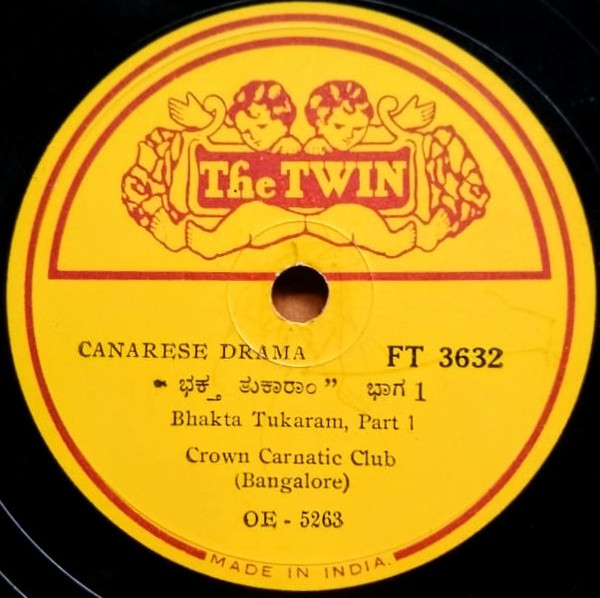 The TWIN
CANARESE DRAMA FT 3632
“ ಭಕ್ತ ತುಕಾರಾಂ” ಭಾಗ 1
Bhakta Tukaram, Part 1
Crown Carnatic Club
(Bangalore)
OE - 5263
MADE IN INDIA.